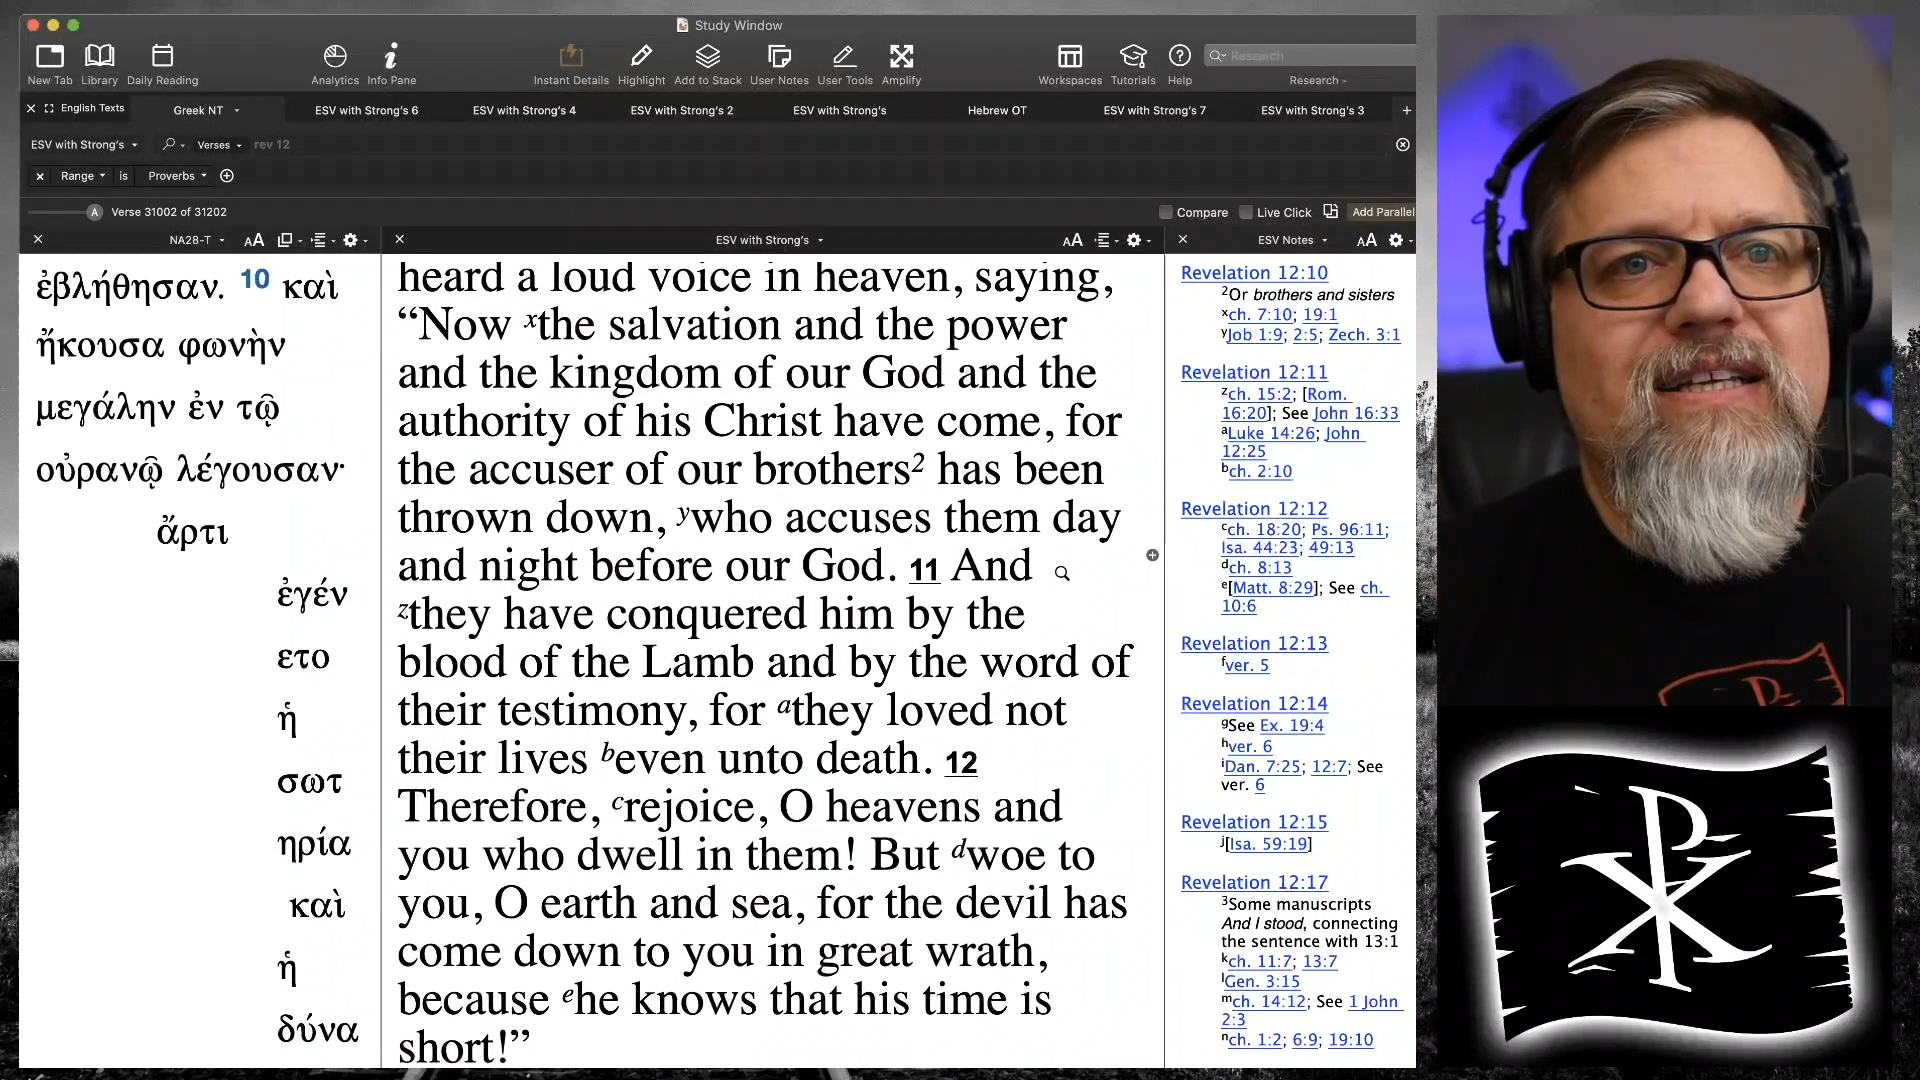 Study Window
New Tab Library Daily Reading Analytics Info Pane Instant Details Highlight Add to Stack User Notes User Tools Amplify Workspaces Tutorials Help Research
Research
English Texts Greek NT ESV with Strong's 6 ESV with Strong's 4 ESV with Strong's 2 ESV with Strong's Hebrew OT ESV with Strong's 7 ESV with Strong's 3
ESV with Strong's Verses rev 12
Range is Proverbs
A Verse 31002 of 31202 Compare Live Click Add Parallel
NA28-T ESV with Strong's ESV Notes
ἐβλήθησαν. 10 καὶ
ἤκουσα φωνὴν
μεγάλην ἐν τῷ
οὐρανῷ λέγουσαν·
ἄρτι
ἐγέν
ετο
ἡ
σωτ
ηρία
καὶ
ἡ
δύνα
heard a loud voice in heaven, saying,
“Now xthe salvation and the power
and the kingdom of our God and the
authority of his Christ have come, for
the accuser of our brothers2 has been
thrown down, ywho accuses them day
and night before our God. 11 And
zthey have conquered him by the
blood of the Lamb and by the word of
their testimony, for athey loved not
their lives beven unto death. 12
Therefore, crejoice, O heavens and
you who dwell in them! But dwoe to
you, O earth and sea, for the devil has
come down to you in great wrath,
because ehe knows that his time is
short!”
Revelation 12:10
2Or brothers and sisters
xch. 7:10; 19:1
yJob 1:9; 2:5; Zech. 3:1
Revelation 12:11
zch. 15:2; [Rom.
16:20]; See John 16:33
aLuke 14:26; John
12:25
bch. 2:10
Revelation 12:12
cch. 18:20; Ps. 96:11;
Isa. 44:23; 49:13
dch. 8:13
e[Matt. 8:29]; See ch.
10:6
Revelation 12:13
fver. 5
Revelation 12:14
gSee Ex. 19:4
hver. 6
iDan. 7:25; 12:7; See
ver. 6
Revelation 12:15
j[Isa. 59:19]
Revelation 12:17
3Some manuscripts
And I stood, connecting
the sentence with 13:1
kch. 11:7; 13:7
lGen. 3:15
mch. 14:12; See 1 John
2:3
nch. 1:2; 6:9; 19:10